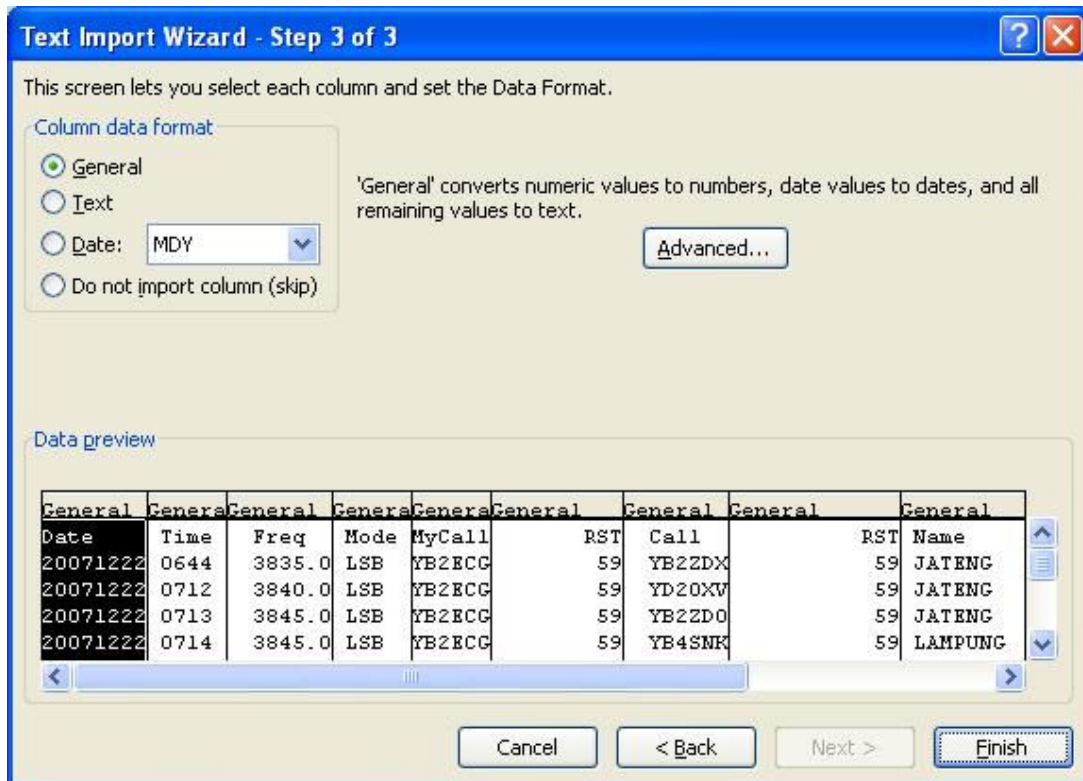 Text Import Wizard - Step 3 of 3
This screen lets you select each column and set the Data Format.
Column data format
General
Text
Date: MDY
Do not import column (skip)
'General' converts numeric values to numbers, date values to dates, and all
remaining values to text.
Advanced...
Data preview
General GeneraGeneral GeneraGeneraGeneral General General General
Date Time Freq Mode MyCall RST Call RST Name
20071222 0644 3835.0 LSB YB2ECG 59 YB2ZDX 59 JATENG
20071222 0712 3840.0 LSB YB2ECG 59 YD2OXV 59 JATENG
20071222 0713 3845.0 LSB YB2ECG 59 YB2ZDO 59 JATENG
20071222 0714 3845.0 LSB YB2ECG 59 YB4SNK 59 LAMPUNG
Cancel < Back Next > Finish